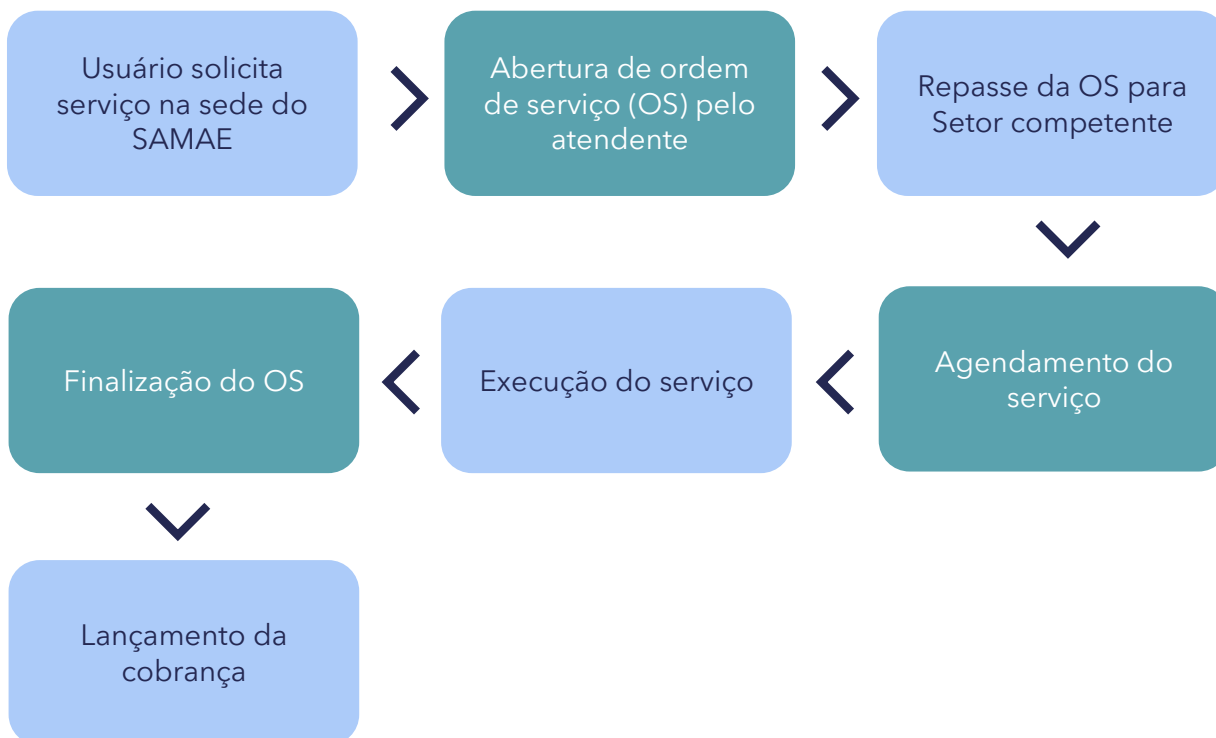 Usuário solicita
serviço na sede do
SAMAE
Abertura de ordem
de serviço (OS) pelo
atendente
Repasse da OS para
Setor competente
Agendamento do
serviço
Execução do serviço
Finalização do OS
Lançamento da
cobrança